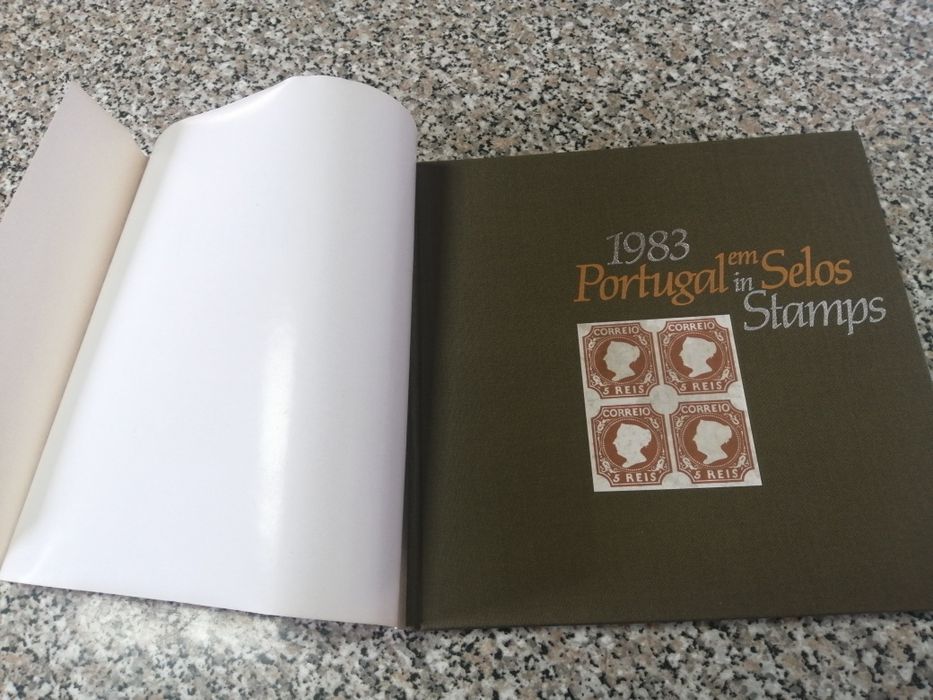 1983
Portugal em Selos
in Stamps
CORREIO CORREIO
5 REIS 5 REIS
CORREIO CORREIO
5 REIS 5 REIS